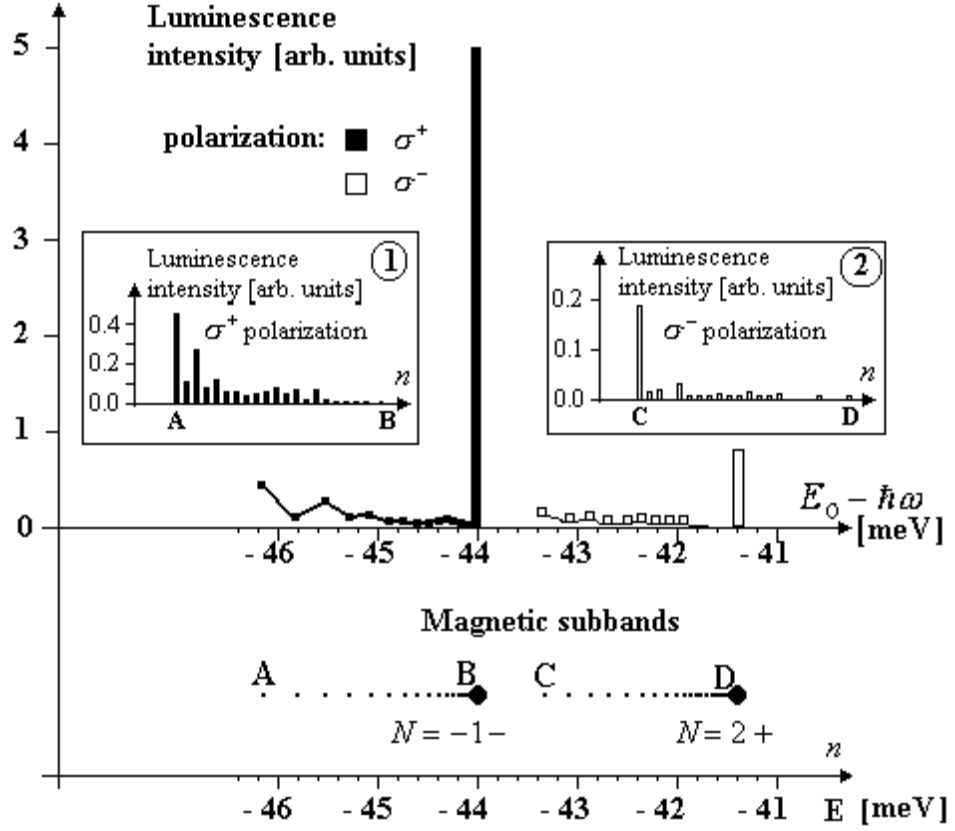 Luminescence
intensity [arb. units]
5
4
3
2
1
0
polarization: ■ σ⁺
□ σ⁻
①
Luminescence
intensity [arb. units]
σ⁺ polarization
0.4
0.2
0.0
n
A B
②
Luminescence
intensity [arb. units]
σ⁻ polarization
0.2
0.1
0.0
n
C D
E₀ − ħω
[meV]
- 46 - 45 - 44 - 43 - 42 - 41
Magnetic subbands
A B C D
N = −1− N = 2 +
n
- 46 - 45 - 44 - 43 - 42 - 41 E [meV]